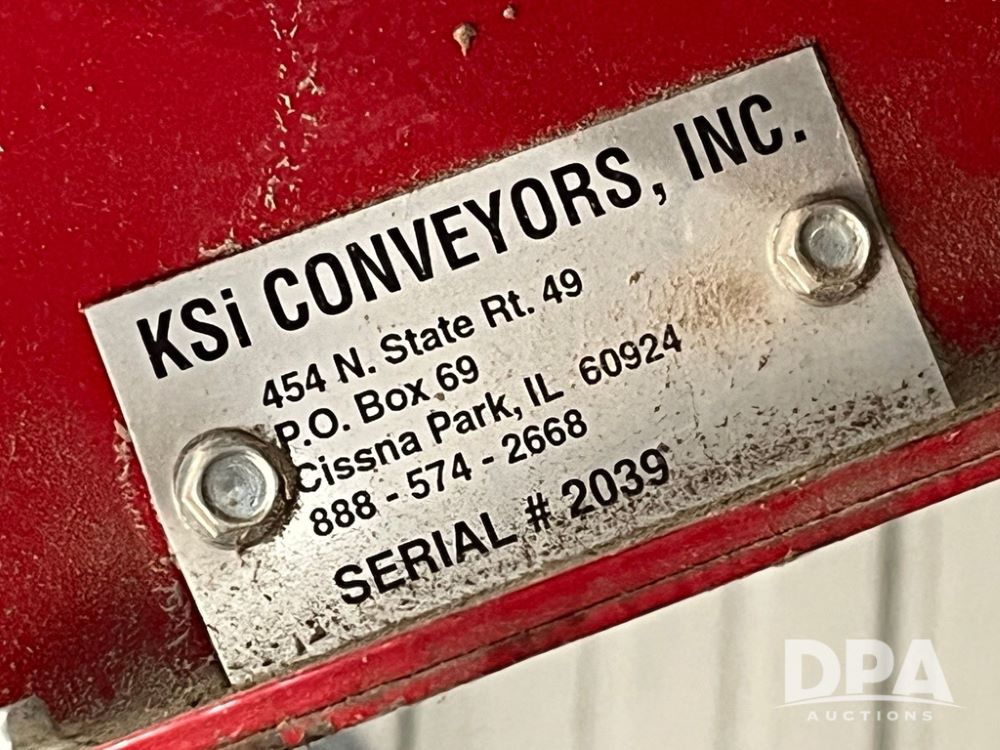 KSi CONVEYORS, INC.
454 N. State Rt. 49
P.O. Box 69
Cissna Park, IL 60924
888 - 574 - 2668
SERIAL # 2039
DPA
AUCTIONS